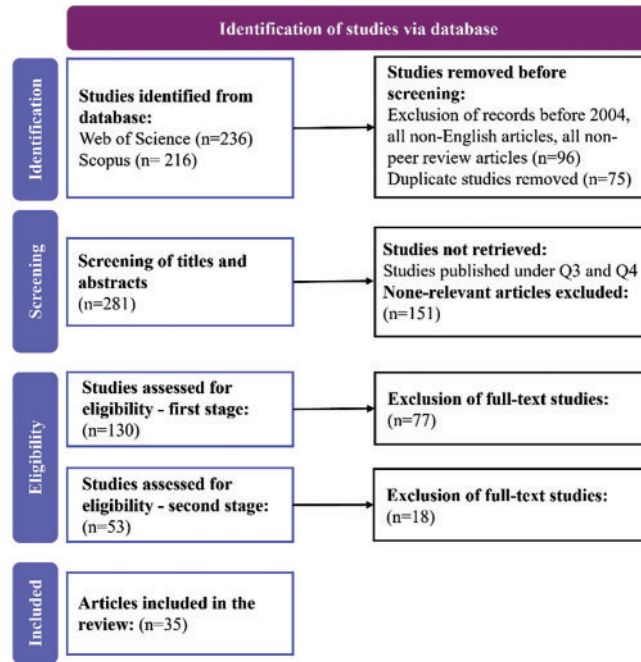 Identification of studies via database
Identification
Studies identified from
database:
Web of Science (n=236)
Scopus (n= 216)
Studies removed before
screening:
Exclusion of records before 2004,
all non-English articles, all non-
peer review articles (n=96)
Duplicate studies removed (n=75)
Screening
Screening of titles and
abstracts
(n=281)
Studies not retrieved:
Studies published under Q3 and Q4
None-relevant articles excluded:
(n=151)
Eligibility
Studies assessed for
eligibility - first stage:
(n=130)
Exclusion of full-text studies:
(n=77)
Studies assessed for
eligibility - second stage:
(n=53)
Exclusion of full-text studies:
(n=18)
Included
Articles included in the
review: (n=35)